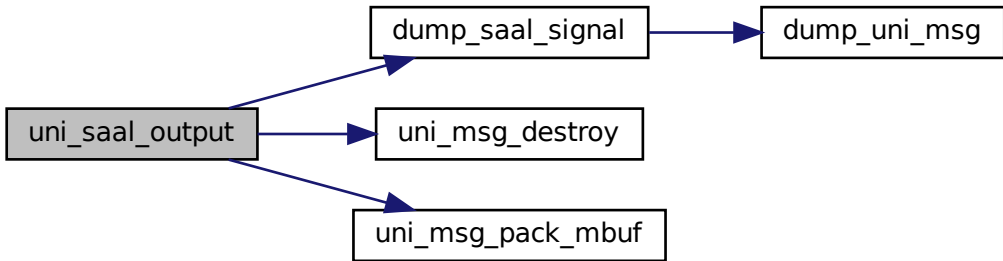 dump_saal_signal
dump_uni_msg
uni_saal_output
uni_msg_destroy
uni_msg_pack_mbuf